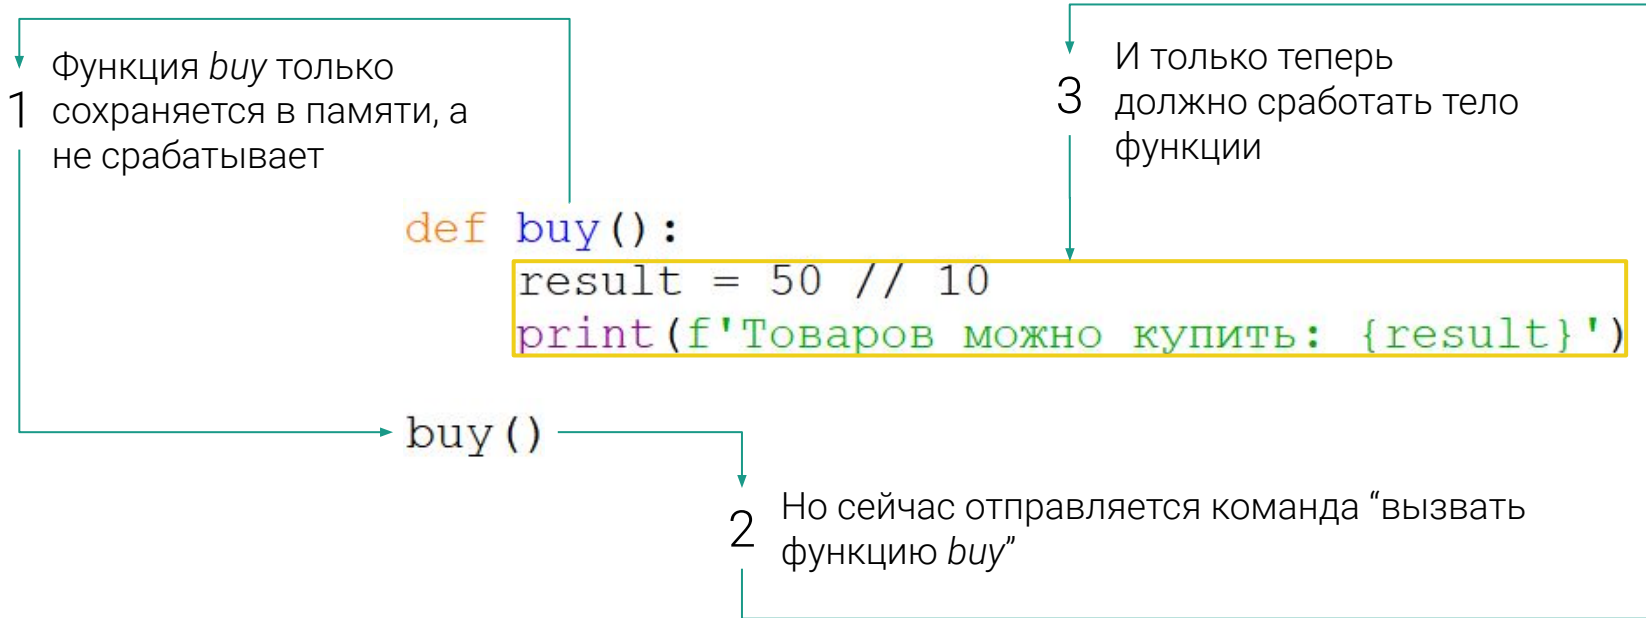 1
Функция buy только
сохраняется в памяти, а
не срабатывает
3
И только теперь
должно сработать тело
функции
def buy():
    result = 50 // 10
    print(f'Товаров можно купить: {result}')
buy()
2
Но сейчас отправляется команда “вызвать
функцию buy”